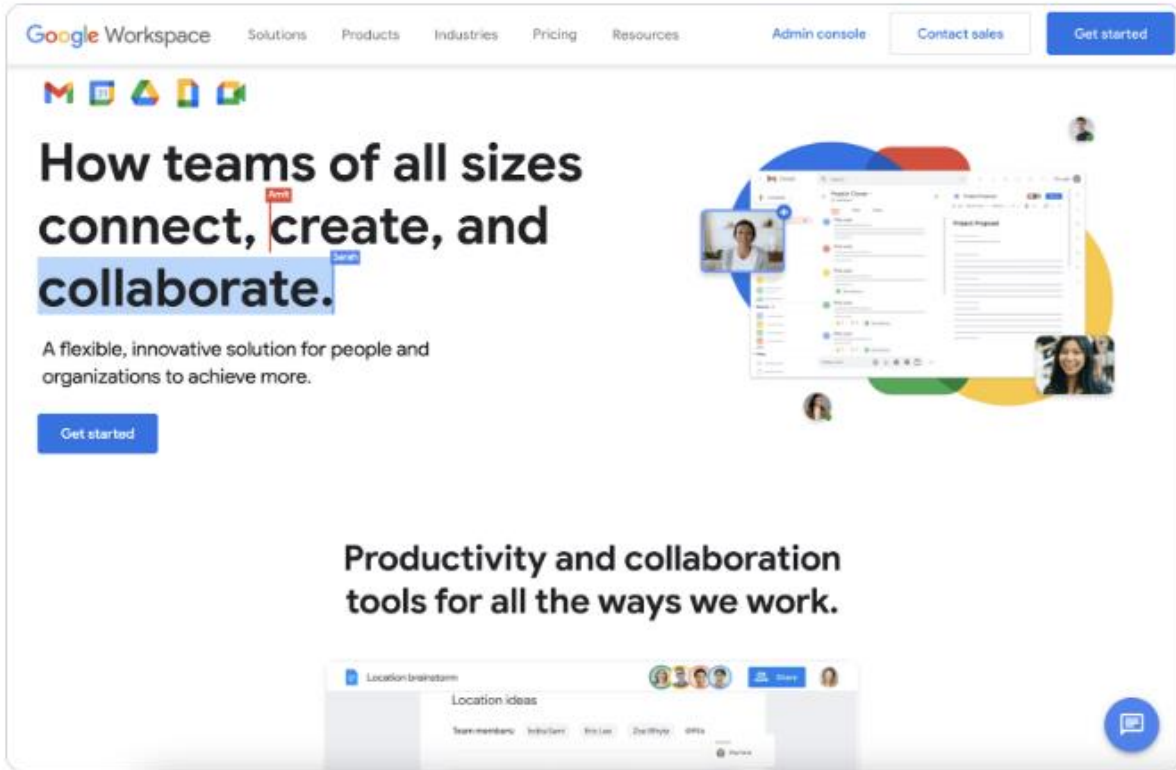 Google Workspace
Solutions
Products
Industries
Pricing
Resources
Admin console
Contact sales
Get started
How teams of all sizes
Amit
connect, create, and
Sarah
collaborate.
A flexible, innovative solution for people and
organizations to achieve more.
Get started
Project Proposal
Productivity and collaboration
tools for all the ways we work.
Location brainstorm
Share
Location ideas
Team members: